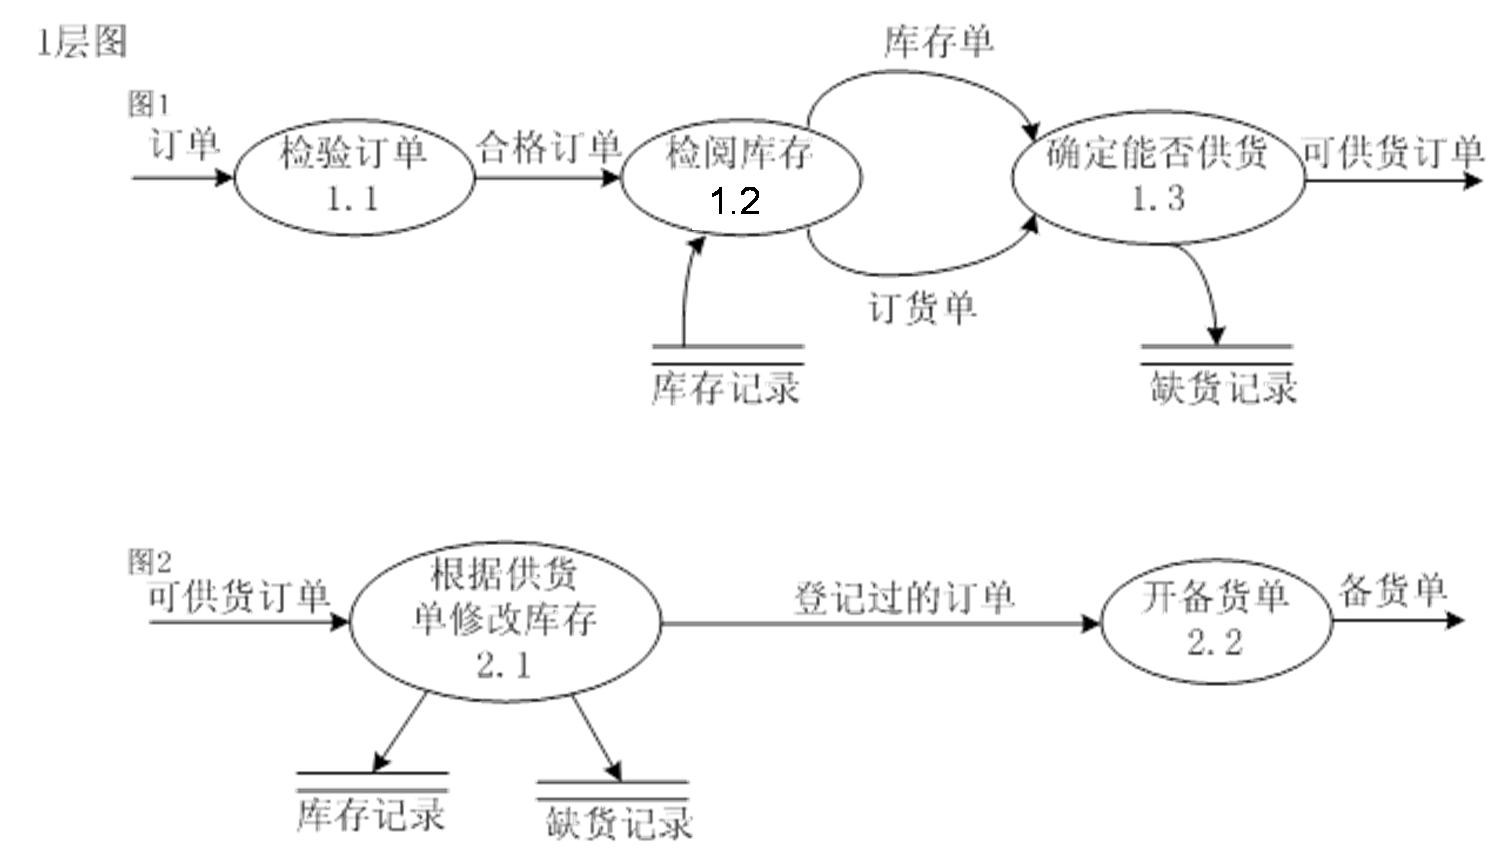 1层图
图1
库存单
订单
检验订单
1.1
合格订单
检阅库存
1.2
确定能否供货
1.3
可供货订单
订货单
库存记录
缺货记录
图2
可供货订单
根据供货
单修改库存
2.1
登记过的订单
开备货单
2.2
备货单
库存记录
缺货记录